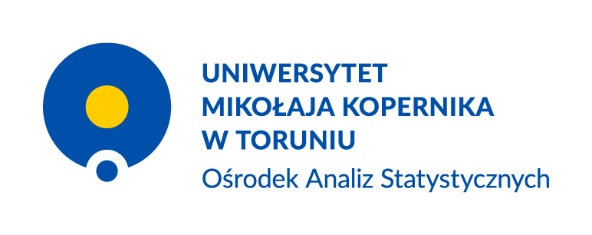 UNIWERSYTET
MIKOŁAJA KOPERNIKA
W TORUNIU
Ośrodek Analiz Statystycznych